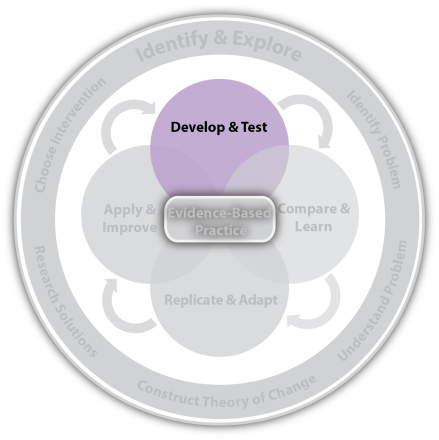 Identify & Explore
Choose Intervention
Identify Problem
Develop & Test
Apply &
Improve
Evidence-Based
Practice
Compare &
Learn
Replicate & Adapt
Research Solutions
Understand Problem
Construct Theory of Change